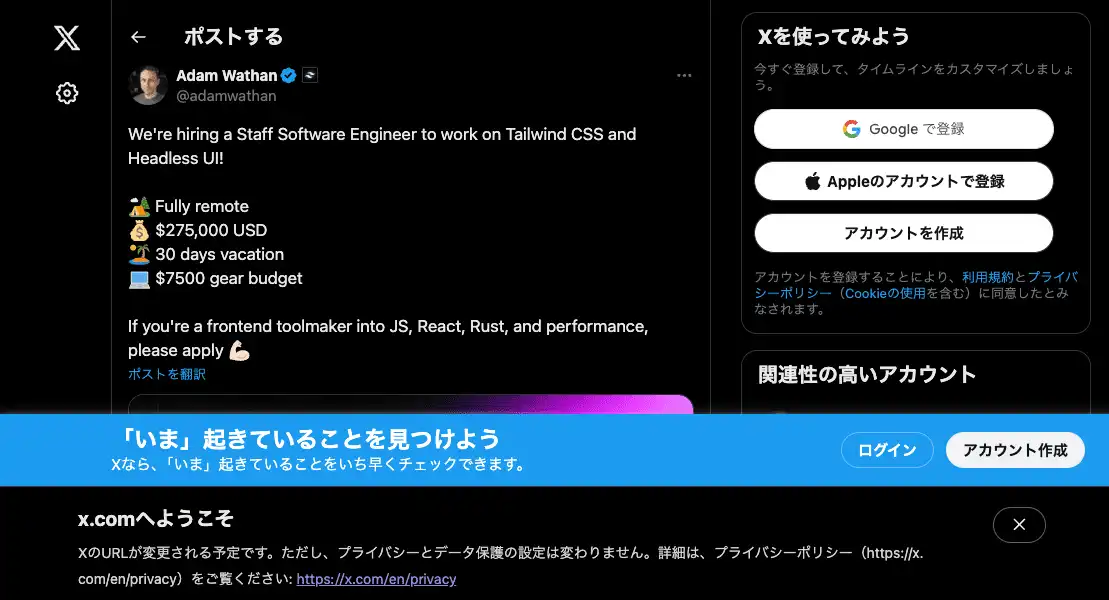 ポストする
Adam Wathan
@adamwathan
We're hiring a Staff Software Engineer to work on Tailwind CSS and
Headless UI!
🏕️ Fully remote
💰 $275,000 USD
🏝️ 30 days vacation
💻 $7500 gear budget
If you're a frontend toolmaker into JS, React, Rust, and performance,
please apply 💪🏻
ポストを翻訳
Xを使ってみよう
今すぐ登録して、タイムラインをカスタマイズしましょ
う。
Google で登録
Appleのアカウントで登録
アカウントを作成
アカウントを登録することにより、利用規約とプライバ
シーポリシー（Cookieの使用を含む）に同意したとみ
なされます。
関連性の高いアカウント
「いま」起きていることを見つけよう
Xなら、「いま」起きていることをいち早くチェックできます。
ログイン
アカウント作成
x.comへようこそ
XのURLが変更される予定です。ただし、プライバシーとデータ保護の設定は変わりません。詳細は、プライバシーポリシー（https://x.
com/en/privacy）をご覧ください: https://x.com/en/privacy